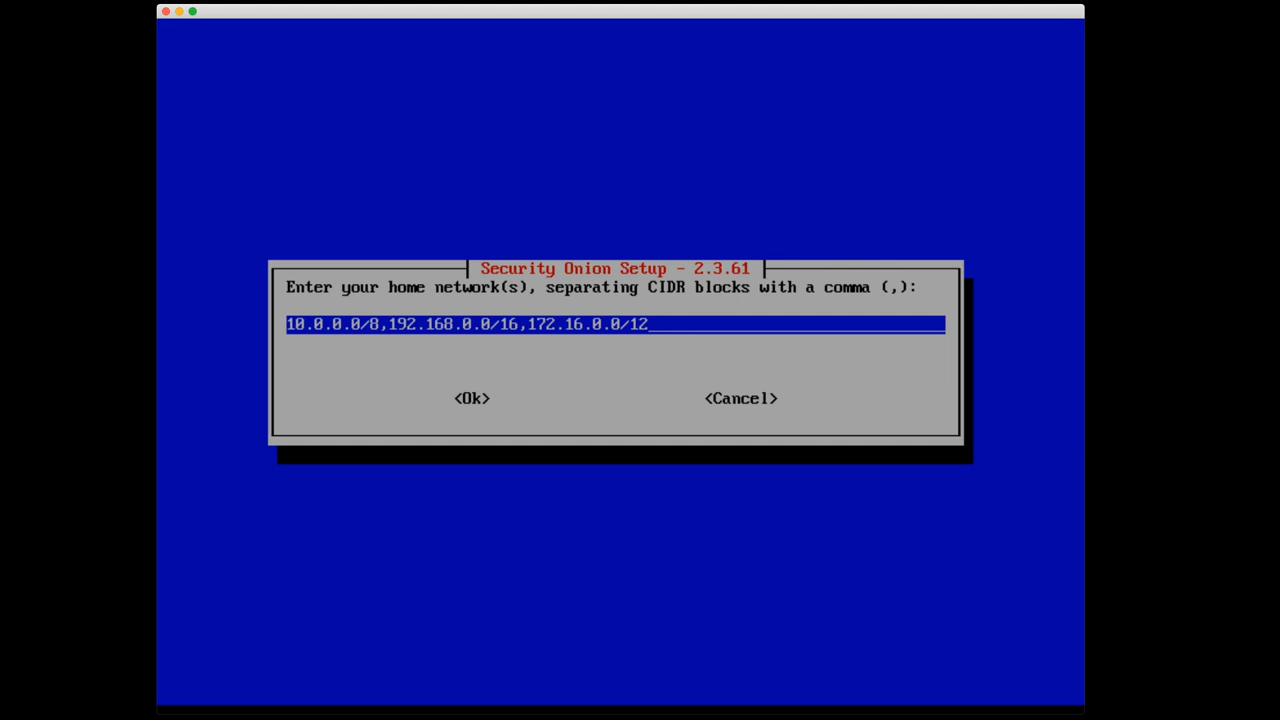 Security Onion Setup - 2.3.61
Enter your home network(s), separating CIDR blocks with a comma (,):
10.0.0.0/8,192.168.0.0/16,172.16.0.0/12
<Ok> <Cancel>